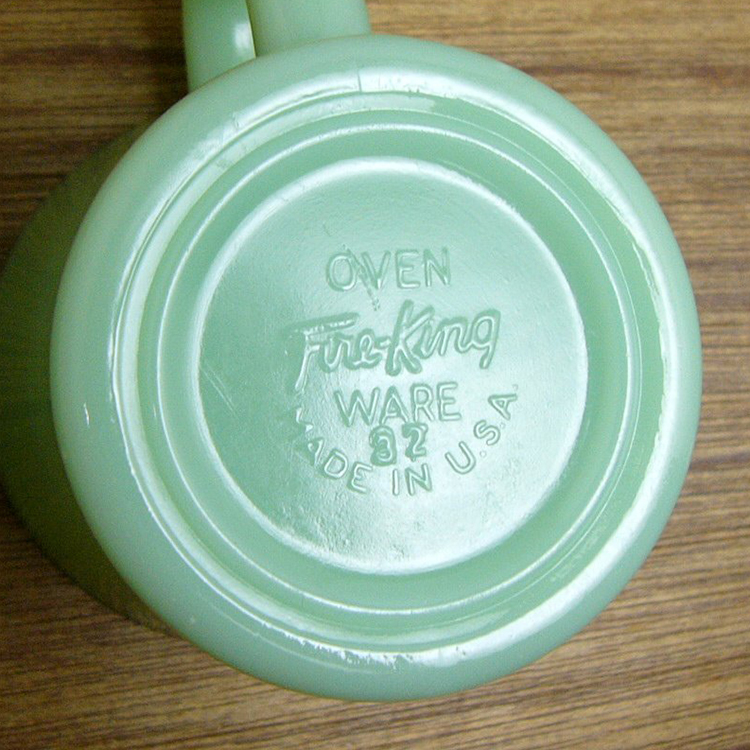 OVEN
Fire-King
WARE
32
MADE IN U.S.A.